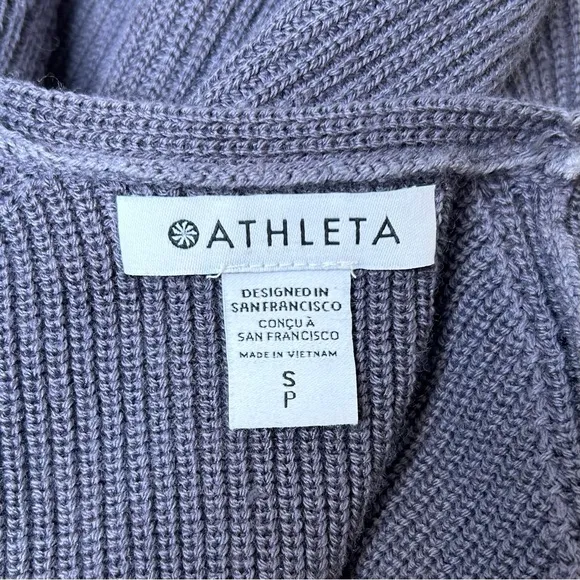 ATHLETA
DESIGNED IN
SAN FRANCISCO
CONÇU À
SAN FRANCISCO
MADE IN VIETNAM
S
P